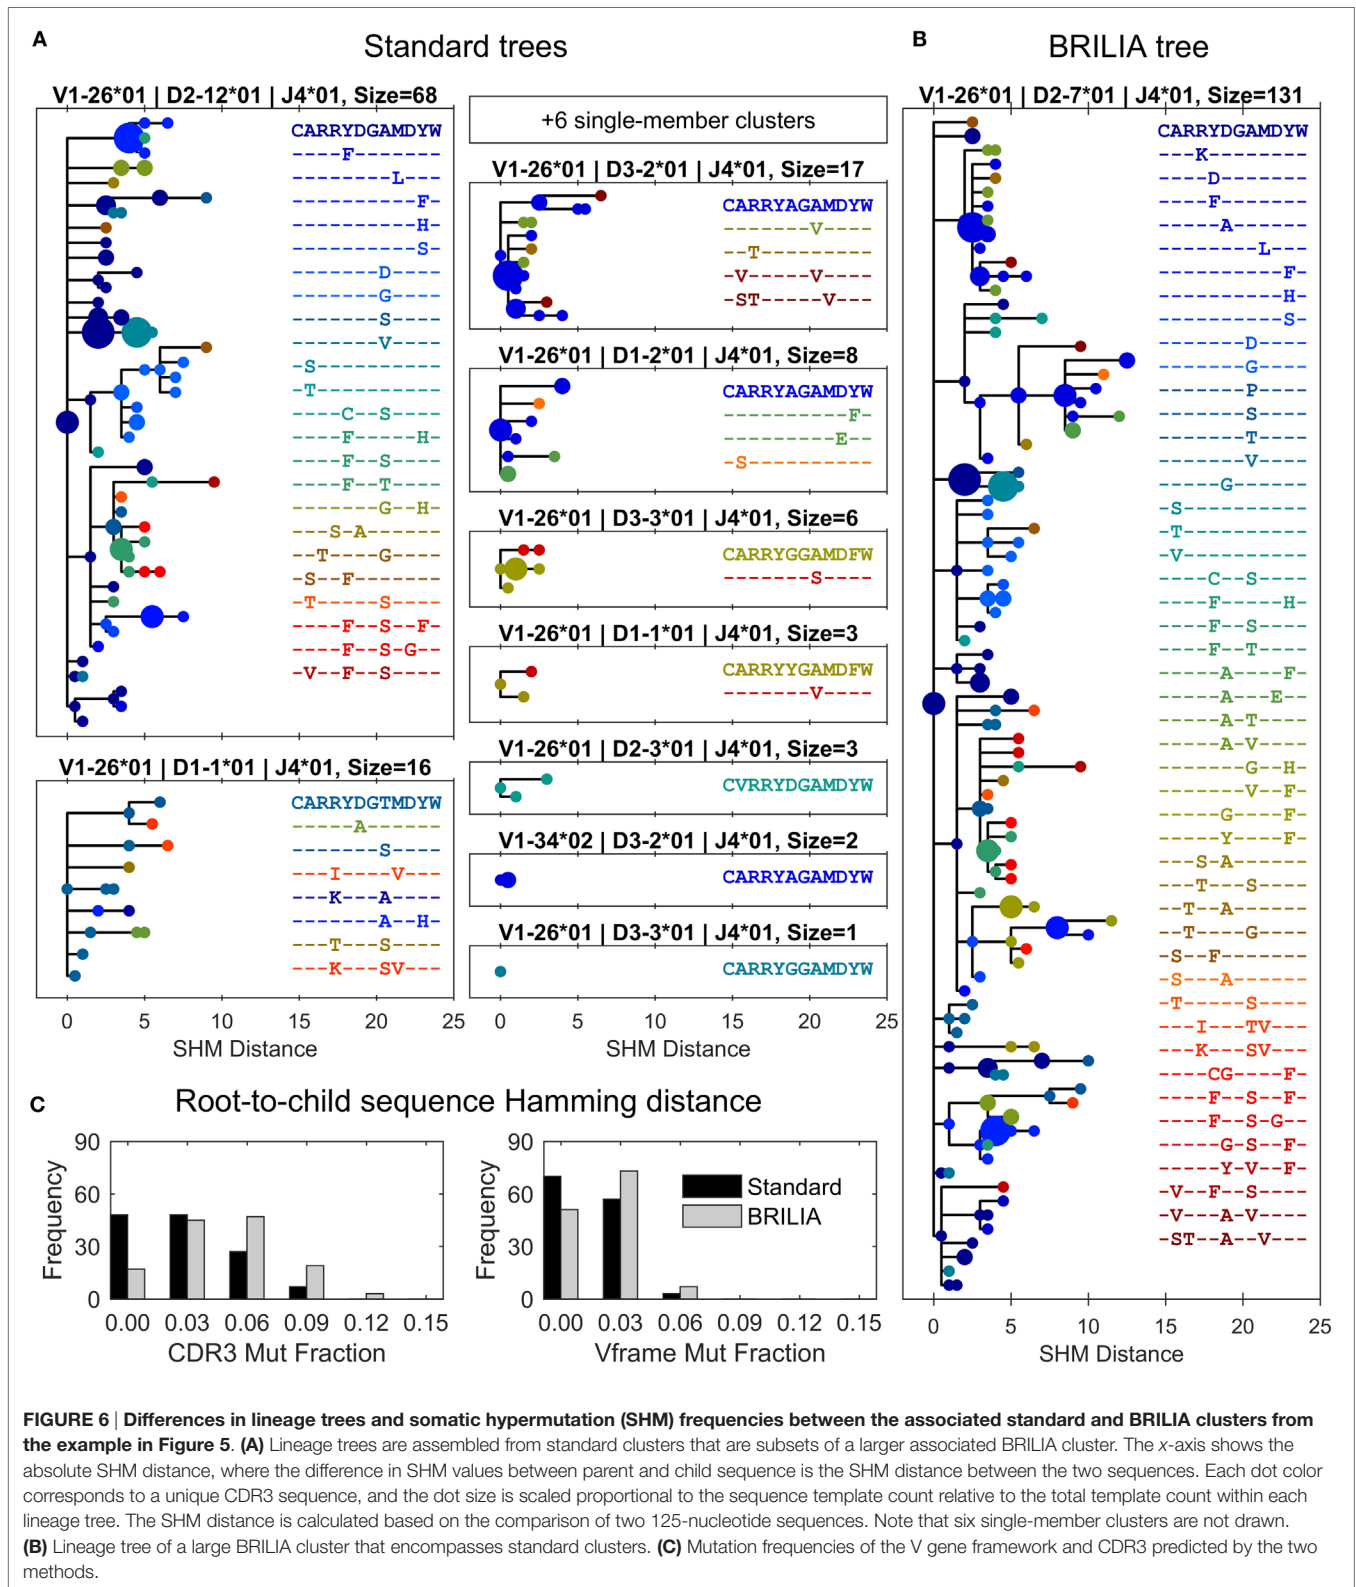 A
Standard trees
V1-26*01 | D2-12*01 | J4*01, Size=68
CARRYDGAMDYW
----F-------
--------L---
----------F-
----------H-
----------S-
-------D----
-------G----
-------S----
-------V----
-S----------
-T----------
----C--S----
----F-----H-
----F--S----
----F--T----
-------G--H-
---S-A------
--T----G----
-S--F-------
-T-----S----
----F--S--F-
----F--S-G--
-V--F--S----
V1-26*01 | D1-1*01 | J4*01, Size=16
CARRYDGTMDYW
-----A------
-------S----
---I----V---
---K---A----
-------A--H-
---T---S----
---K---SV---
0 5 10 15 20 25
SHM Distance
+6 single-member clusters
V1-26*01 | D3-2*01 | J4*01, Size=17
CARRYAGAMDYW
-------V----
--T---------
-V-----V----
-ST-----V---
V1-26*01 | D1-2*01 | J4*01, Size=8
CARRYAGAMDYW
----------F-
---------E--
-S----------
V1-26*01 | D3-3*01 | J4*01, Size=6
CARRYGGAMDFW
-------S----
V1-26*01 | D1-1*01 | J4*01, Size=3
CARRYYGAMDFW
-------V----
V1-26*01 | D2-3*01 | J4*01, Size=3
CVRRYDGAMDYW
V1-34*02 | D3-2*01 | J4*01, Size=2
CARRYAGAMDYW
V1-26*01 | D3-3*01 | J4*01, Size=1
CARRYGGAMDYW
0 5 10 15 20 25
SHM Distance
B
BRILIA tree
V1-26*01 | D2-7*01 | J4*01, Size=131
CARRYDGAMDYW
---K--------
----D-------
----F-------
-----A------
--------L---
----------F-
----------H-
----------S-
-------D----
-------G----
-------P----
-------S----
-------T----
-------V----
-----G------
-S----------
-T----------
-V----------
----C--S----
----F-----H-
----F--S----
----F--T----
-----A----F-
-----A---E--
-----A-T----
-----A-V----
-------G--H-
-------V--F-
-----G----F-
-----Y----F-
---S-A------
---T---S----
--T--A------
--T----G----
-S--F-------
-S---A------
-T-----S----
---I---TV---
---K---SV---
----CG----F-
----F--S--F-
----F--S-G--
-----G-S--F-
-----Y-V--F-
-V--F--S----
-V---A-V----
-ST--A--V---
0 5 10 15 20 25
SHM Distance
C
Root-to-child sequence Hamming distance
Frequency
90
60
30
0
0.00 0.03 0.06 0.09 0.12 0.15
CDR3 Mut Fraction
Frequency
90
60
30
0
Standard
BRILIA
0.00 0.03 0.06 0.09 0.12 0.15
Vframe Mut Fraction
FIGURE 6 | Differences in lineage trees and somatic hypermutation (SHM) frequencies between the associated standard and BRILIA clusters from
the example in Figure 5. (A) Lineage trees are assembled from standard clusters that are subsets of a larger associated BRILIA cluster. The x-axis shows the
absolute SHM distance, where the difference in SHM values between parent and child sequence is the SHM distance between the two sequences. Each dot color
corresponds to a unique CDR3 sequence, and the dot size is scaled proportional to the sequence template count relative to the total template count within each
lineage tree. The SHM distance is calculated based on the comparison of two 125-nucleotide sequences. Note that six single-member clusters are not drawn.
(B) Lineage tree of a large BRILIA cluster that encompasses standard clusters. (C) Mutation frequencies of the V gene framework and CDR3 predicted by the two
methods.